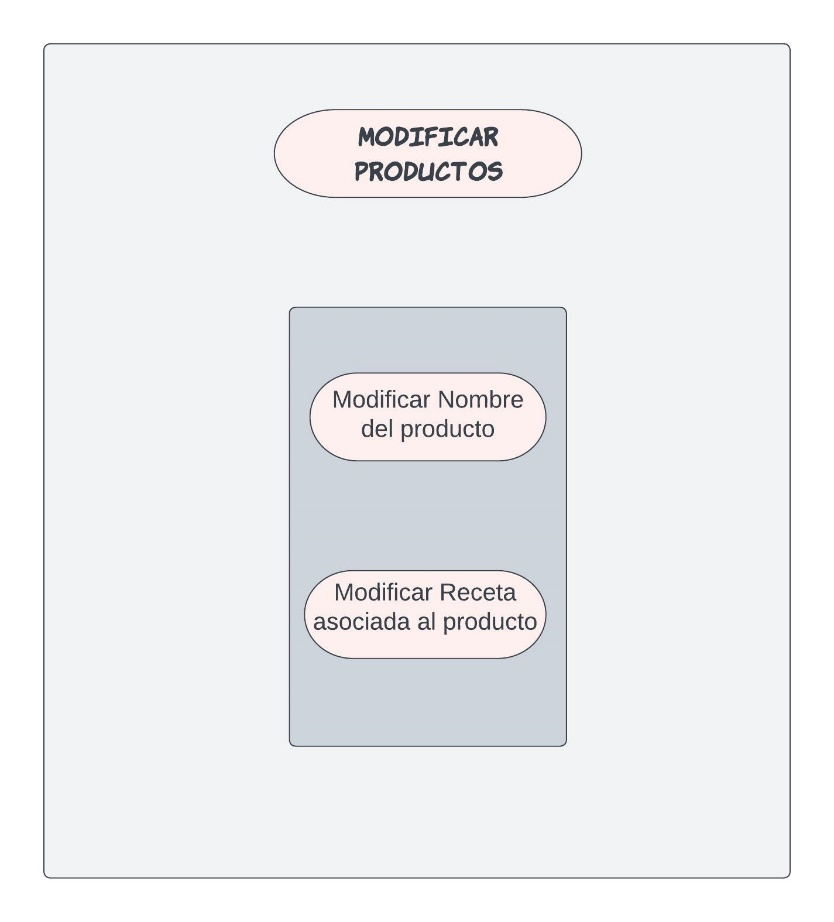 MODIFICAR
PRODUCTOS
Modificar Nombre
del producto
Modificar Receta
asociada al producto